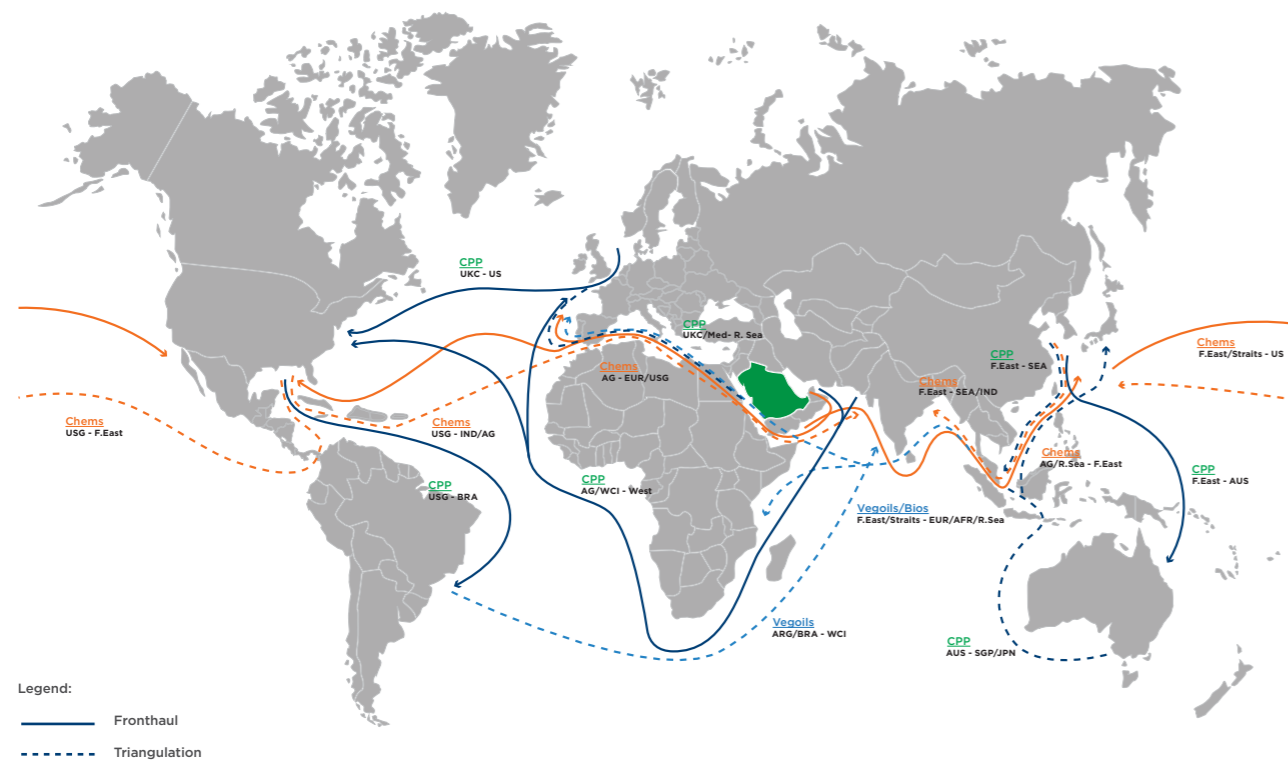 CPP
UKC - US
CPP
UKC/Med- R. Sea
Chems
F.East/Straits - US
CPP
F.East - SEA
Chems
AG - EUR/USG
Chems
F.East - SEA/IND
Chems
USG - F.East
Chems
USG - IND/AG
Chems
AG/R.Sea - F.East
CPP
F.East - AUS
CPP
AG/WCI - West
CPP
USG - BRA
Vegoils/Bios
F.East/Straits - EUR/AFR/R.Sea
Vegoils
ARG/BRA - WCI
CPP
AUS - SGP/JPN
Legend:
Fronthaul
Triangulation